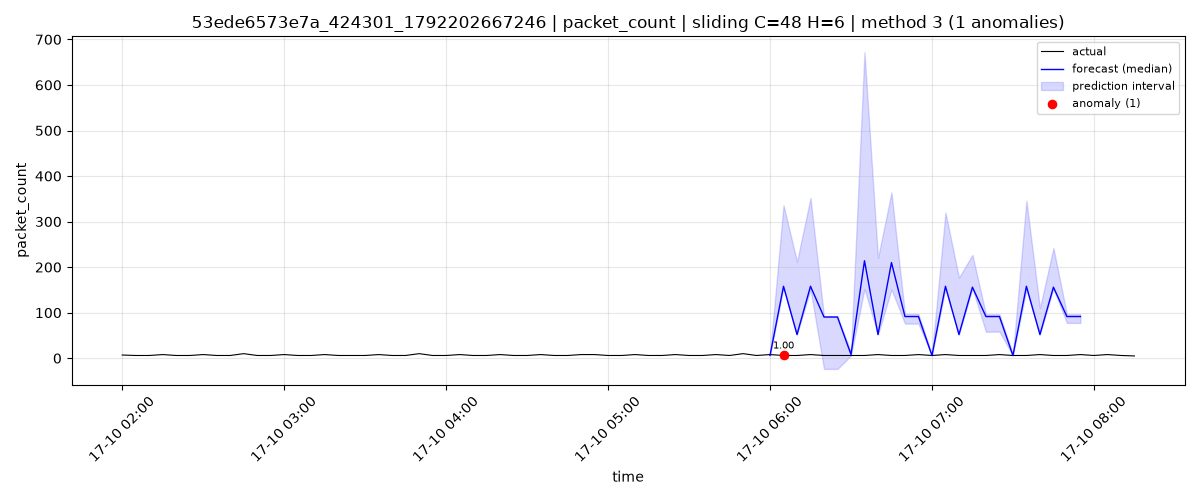 53ede6573e7a_424301_1792202667246 | packet_count | sliding C=48 H=6 | method 3 (1 anomalies)
700
600
500
400
300
200
100
0
packet_count
actual
forecast (median)
prediction interval
anomaly (1)
1.00
17-10 02:00
17-10 03:00
17-10 04:00
17-10 05:00
17-10 06:00
17-10 07:00
17-10 08:00
time